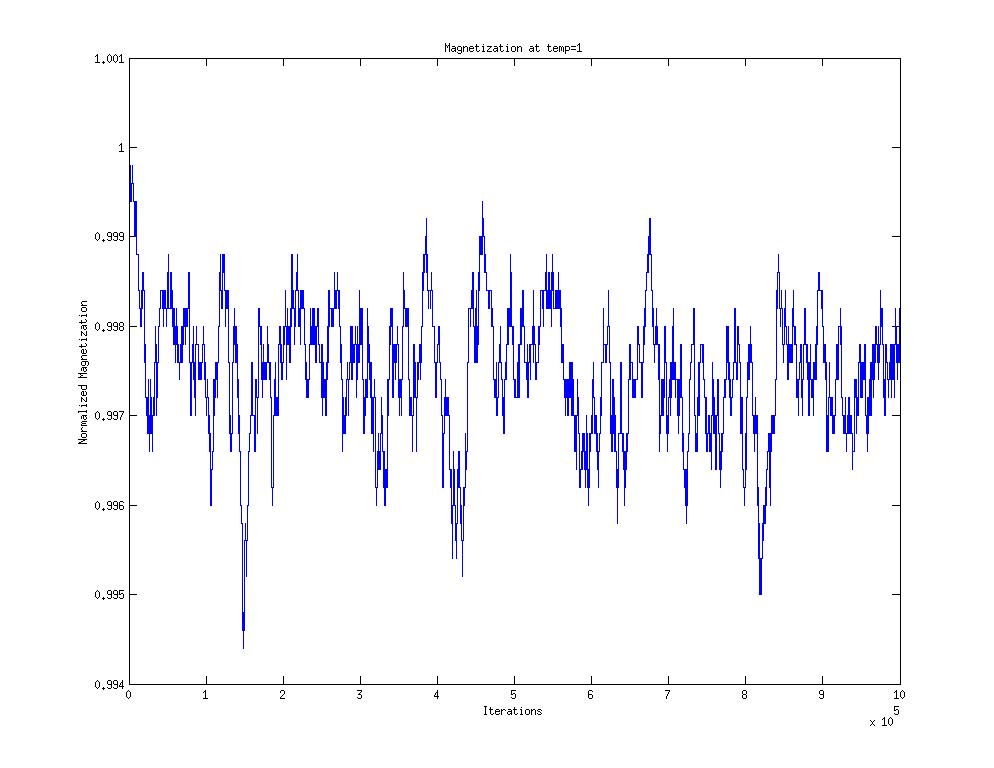 Magnetization at temp=1
1.001
1
0.999
0.998
0.997
0.996
0.995
0.994
Normalized Magnetization
0 1 2 3 4 5 6 7 8 9 10
Iterations
x 10 5